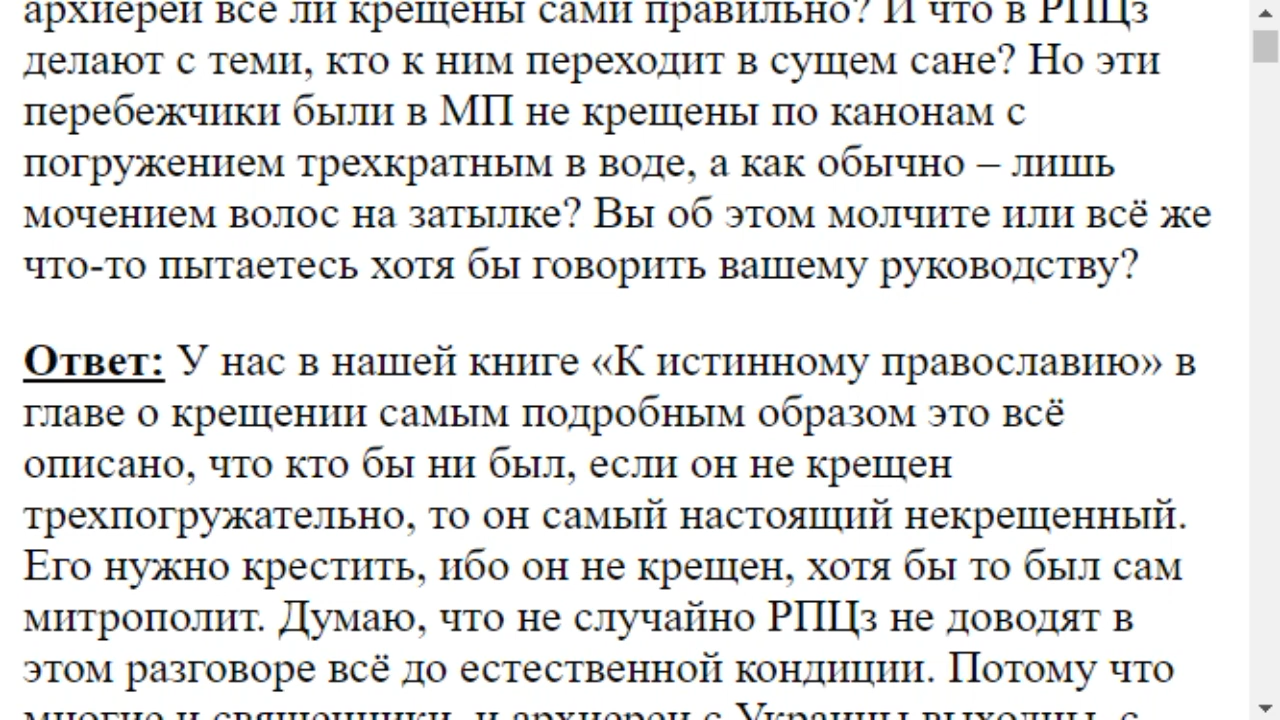 архиереи все ли крещены сами правильно? И что в РПЦз
делают с теми, кто к ним переходит в сущем сане? Но эти
перебежчики были в МП не крещены по канонам с
погружением трехкратным в воде, а как обычно – лишь
мочением волос на затылке? Вы об этом молчите или всё же
что-то пытаетесь хотя бы говорить вашему руководству?
Ответ: У нас в нашей книге «К истинному православию» в
главе о крещении самым подробным образом это всё
описано, что кто бы ни был, если он не крещен
трехпогружательно, то он самый настоящий некрещенный.
Его нужно крестить, ибо он не крещен, хотя бы то был сам
митрополит. Думаю, что не случайно РПЦз не доводят в
этом разговоре всё до естественной кондиции. Потому что
многие и священники, и архиереи с Украины выходцы, с